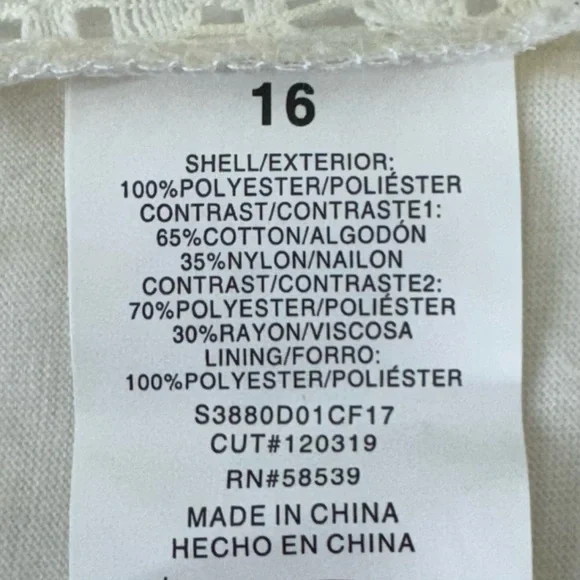 16
SHELL/EXTERIOR:
100%POLYESTER/POLIÉSTER
CONTRAST/CONTRASTE1:
65%COTTON/ALGODÓN
35%NYLON/NAILON
CONTRAST/CONTRASTE2:
70%POLYESTER/POLIÉSTER
30%RAYON/VISCOSA
LINING/FORRO:
100%POLYESTER/POLIÉSTER
S3880D01CF17
CUT#120319
RN#58539
MADE IN CHINA
HECHO EN CHINA